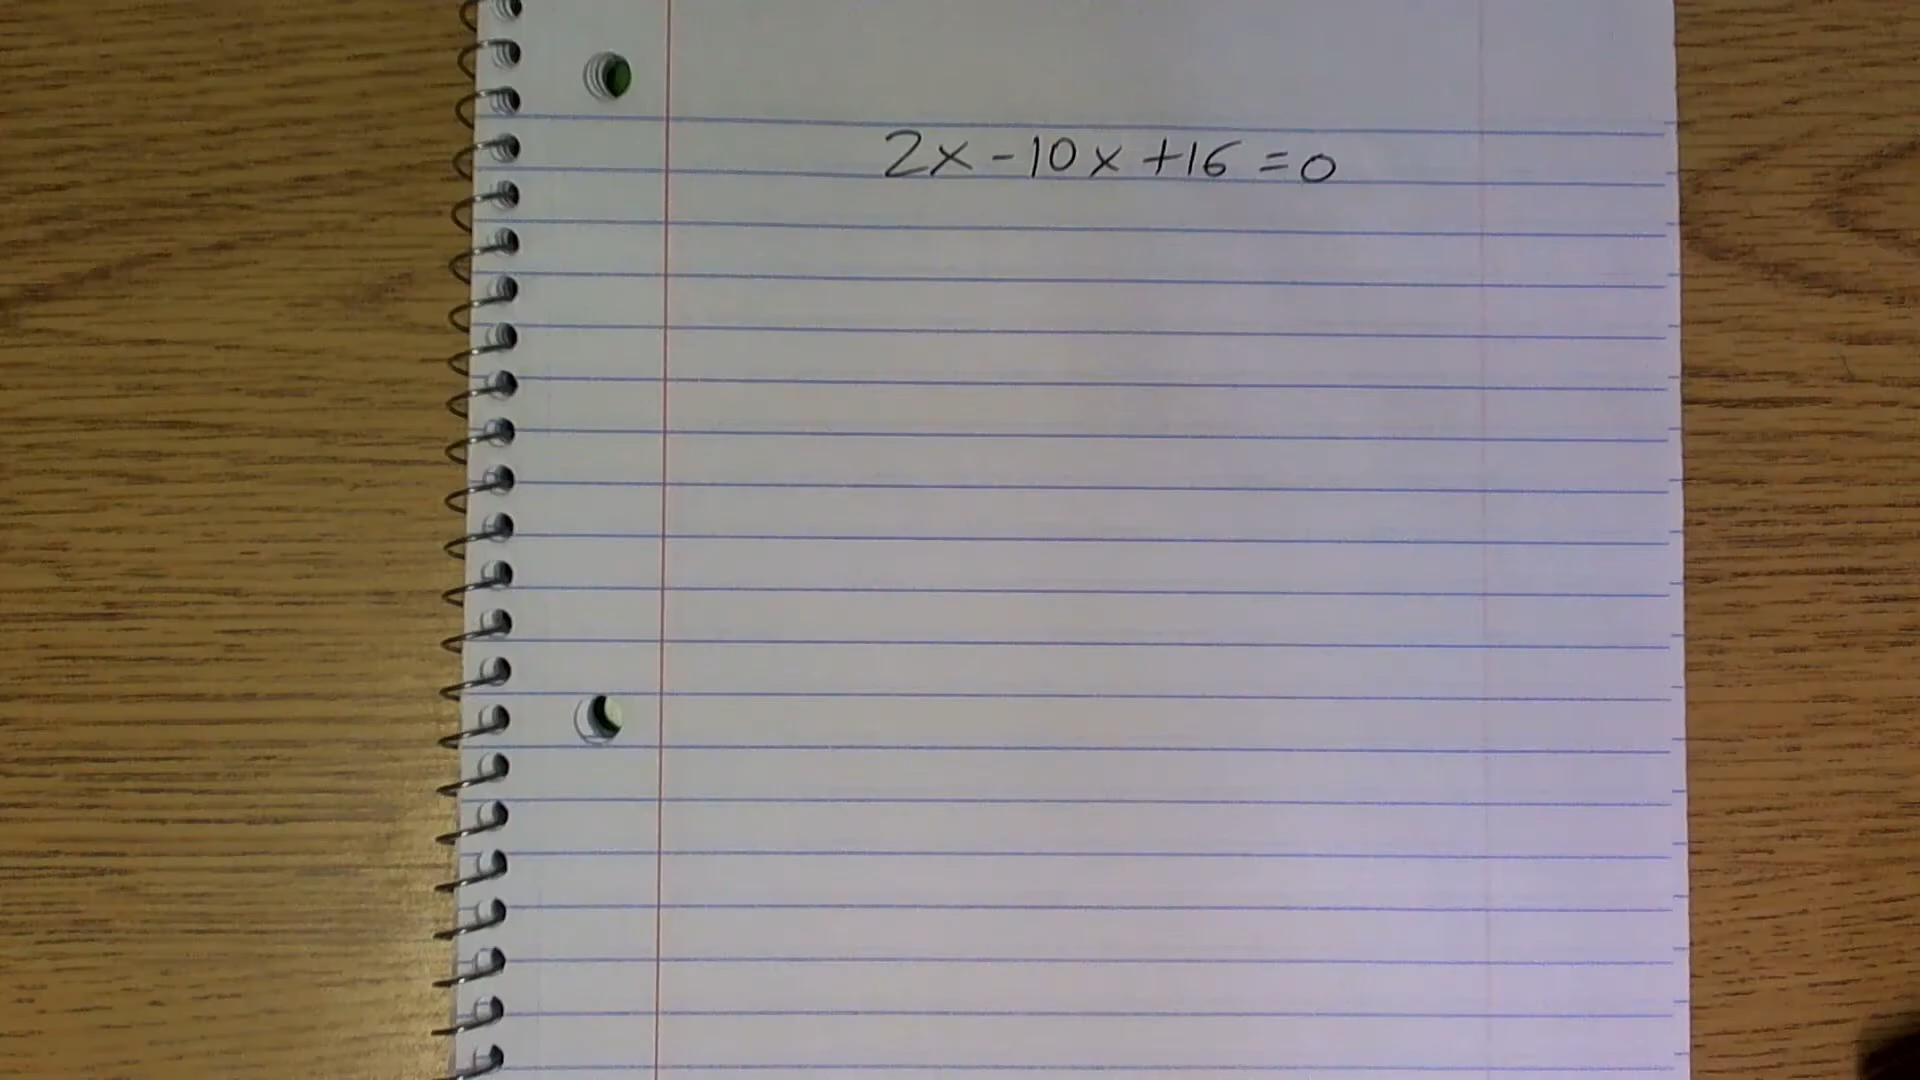 2x - 10x + 16 = 0